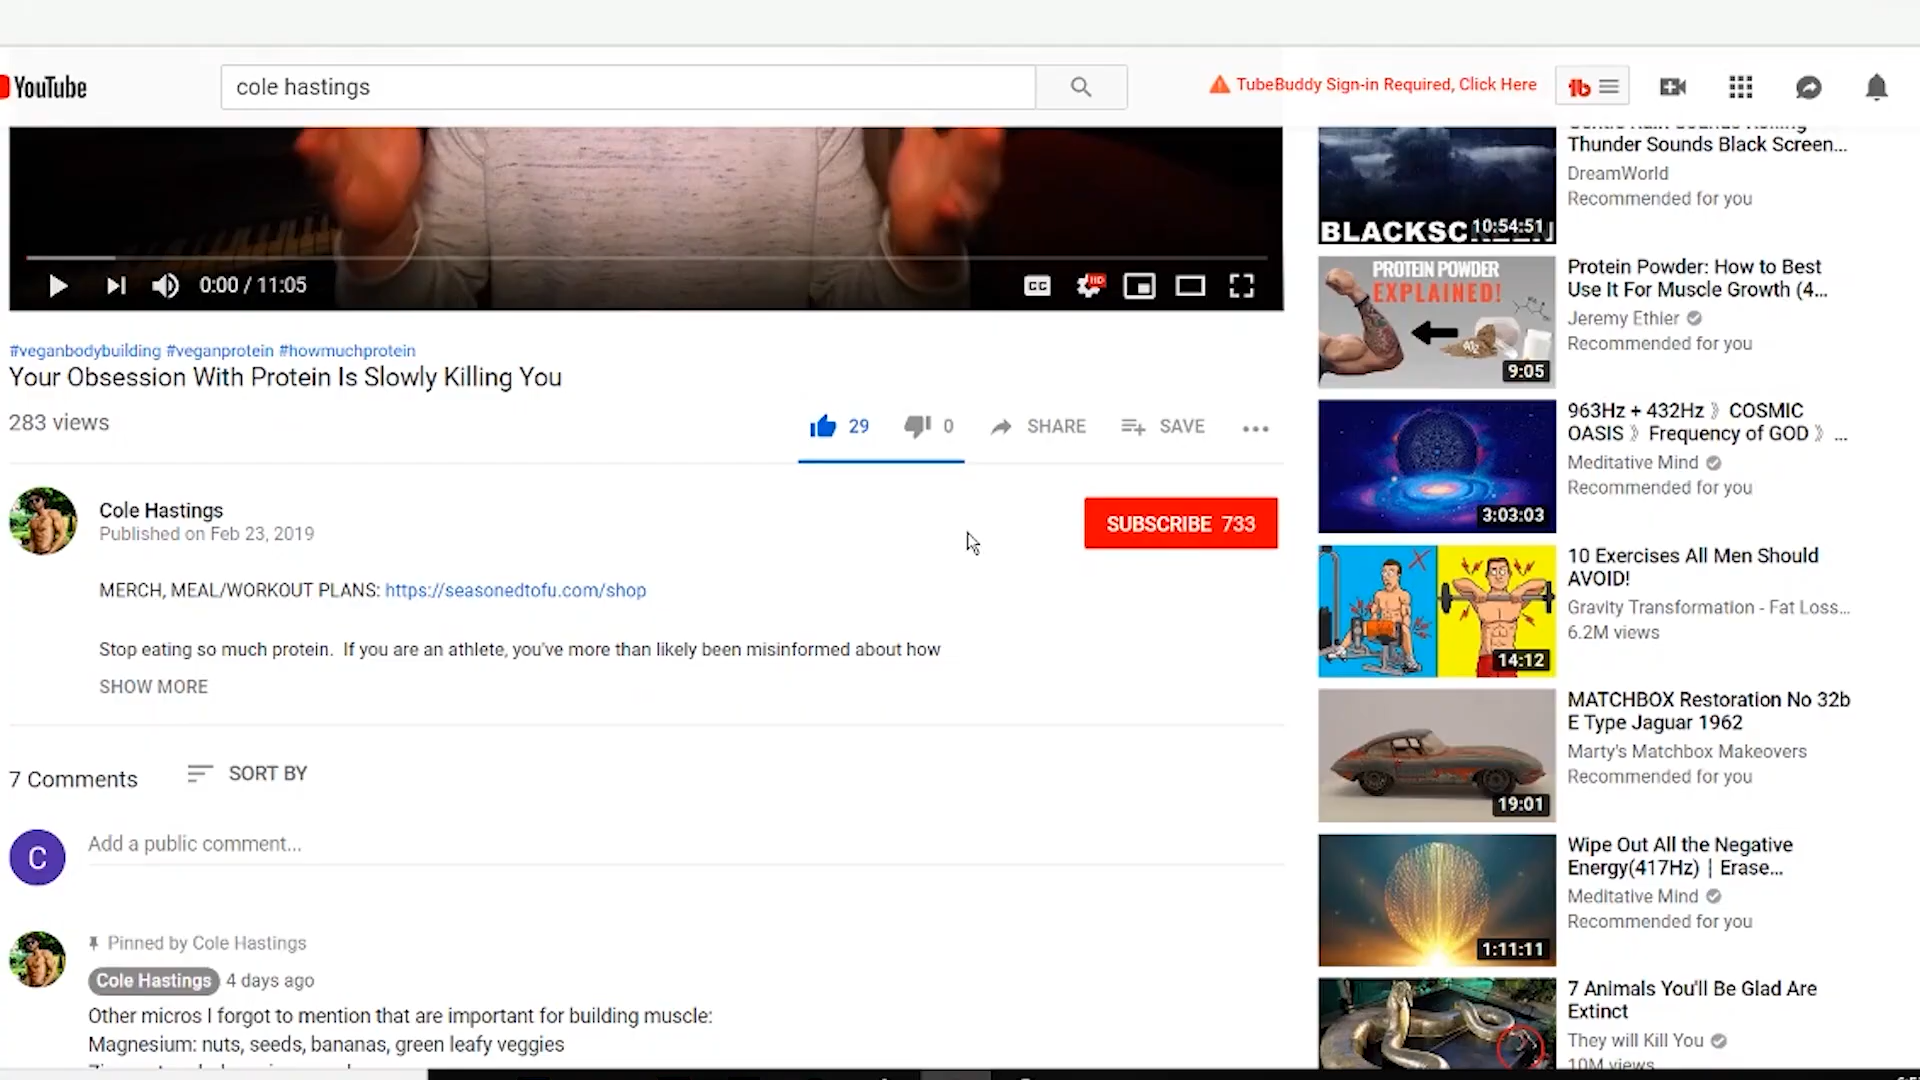 YouTube
cole hastings
TubeBuddy Sign-in Required, Click Here
tb
0:00 / 11:05
CC
HD
#veganbodybuilding #veganprotein #howmuchprotein
Your Obsession With Protein Is Slowly Killing You
283 views
29
0
SHARE
SAVE
Cole Hastings
Published on Feb 23, 2019
SUBSCRIBE 733
MERCH, MEAL/WORKOUT PLANS: https://seasonedtofu.com/shop
Stop eating so much protein. If you are an athlete, you've more than likely been misinformed about how
SHOW MORE
7 Comments
SORT BY
C
Add a public comment...
Pinned by Cole Hastings
Cole Hastings 4 days ago
Other micros I forgot to mention that are important for building muscle:
Magnesium: nuts, seeds, bananas, green leafy veggies
Thunder Sounds Black Screen...
DreamWorld
Recommended for you
10:54:51
PROTEIN POWDER
EXPLAINED!
9:05
Protein Powder: How to Best
Use It For Muscle Growth (4...
Jeremy Ethier
Recommended for you
3:03:03
963Hz + 432Hz 》 COSMIC
OASIS 》 Frequency of GOD 》 ...
Meditative Mind
Recommended for you
14:12
10 Exercises All Men Should
AVOID!
Gravity Transformation - Fat Loss...
6.2M views
19:01
MATCHBOX Restoration No 32b
E Type Jaguar 1962
Marty's Matchbox Makeovers
Recommended for you
1:11:11
Wipe Out All the Negative
Energy(417Hz) | Erase...
Meditative Mind
Recommended for you
7 Animals You'll Be Glad Are
Extinct
They will Kill You
10M views